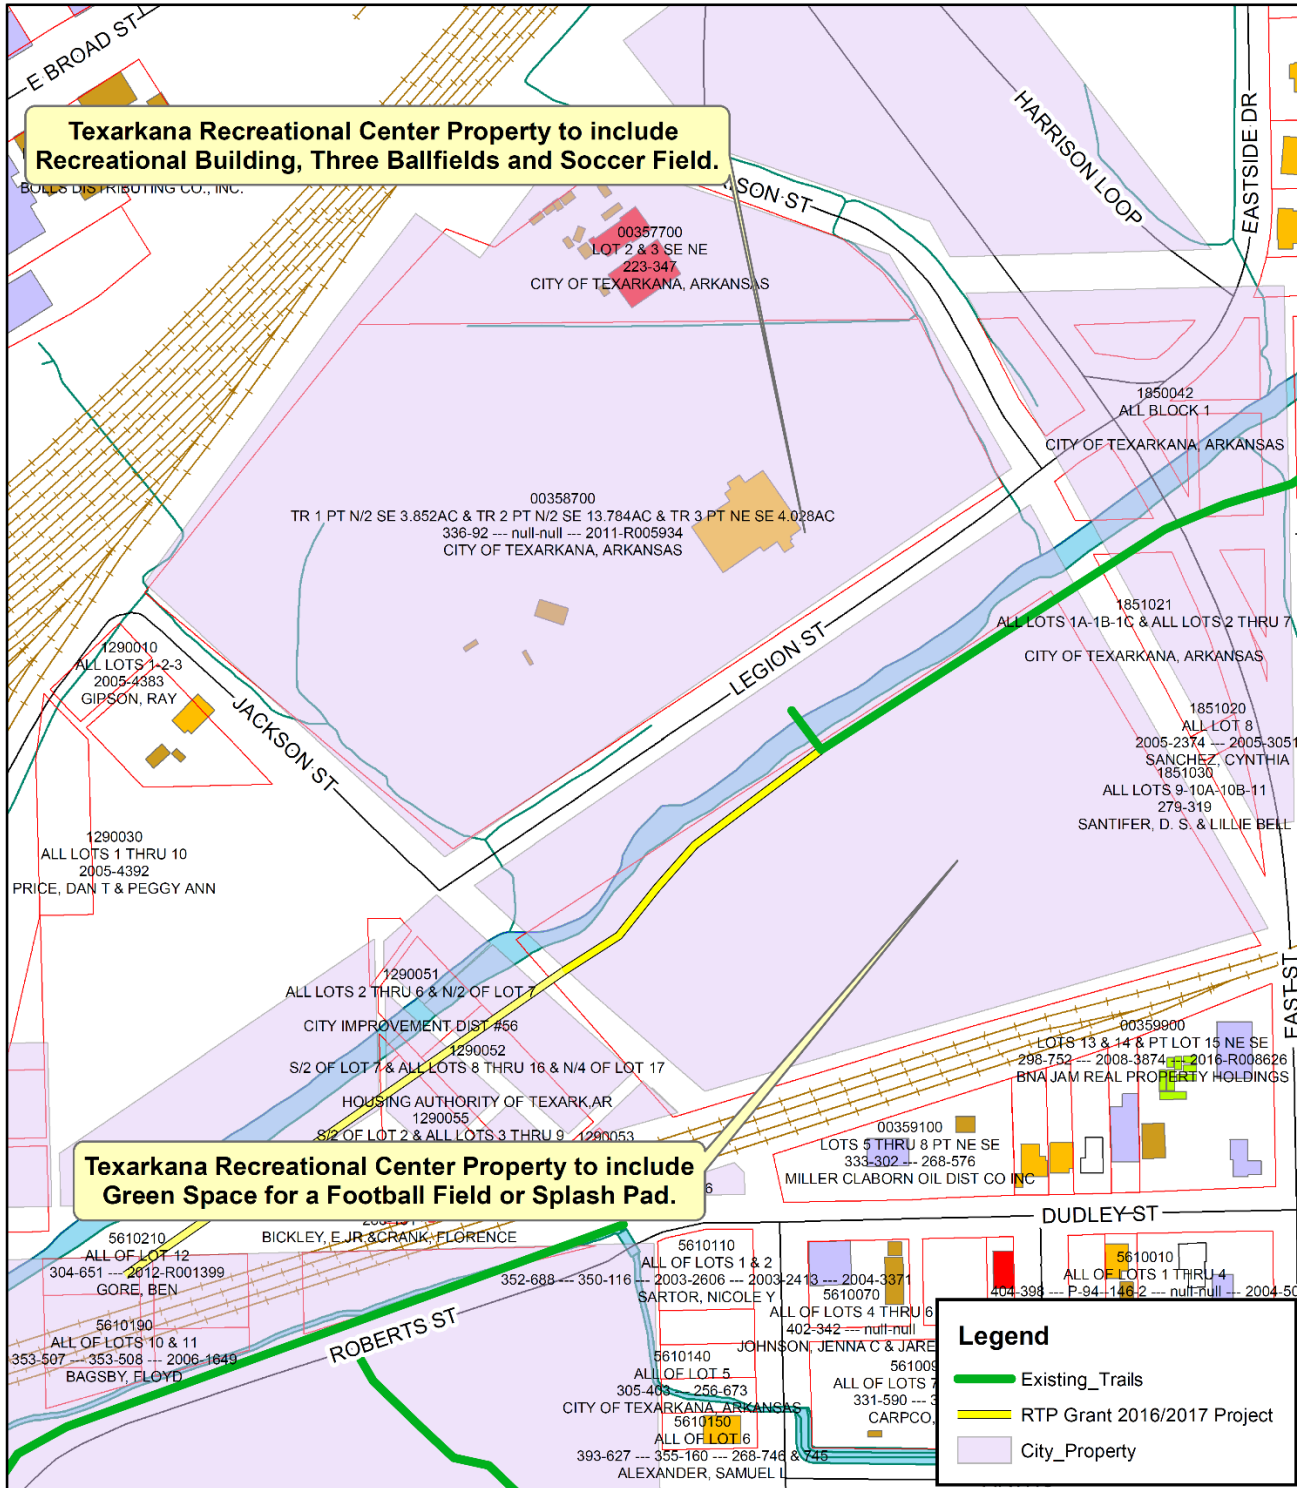 E BROAD ST
Texarkana Recreational Center Property to include
Recreational Building, Three Ballfields and Soccer Field.
BOLLS DISTRIBUTING CO., INC.
HARRISON LOOP
EASTSIDE DR
RISON ST
00357700
LOT 2 & 3 SE NE
223-347
CITY OF TEXARKANA, ARKANSAS
1850042
ALL BLOCK 1
CITY OF TEXARKANA, ARKANSAS
00358700
TR 1 PT N/2 SE 3.852AC & TR 2 PT N/2 SE 13.784AC & TR 3 PT NE SE 4.028AC
336-92 --- null-null --- 2011-R005934
CITY OF TEXARKANA, ARKANSAS
1851021
ALL LOTS 1A-1B-1C & ALL LOTS 2 THRU 7
CITY OF TEXARKANA, ARKANSAS
LEGION ST
1290010
ALL LOTS 1-2-3
2005-4383
GIPSON, RAY
JACKSON ST
1851020
ALL LOT 8
2005-2374 --- 2005-3051
SANCHEZ, CYNTHIA
1851030
ALL LOTS 9-10A-10B-11
279-319
SANTIFER, D. S. & LILLIE BELL
1290030
ALL LOTS 1 THRU 10
2005-4392
PRICE, DAN T & PEGGY ANN
EAST ST
1290051
ALL LOTS 2 THRU 6 & N/2 OF LOT 7
CITY IMPROVEMENT DIST #56
1290052
S/2 OF LOT 7 & ALL LOTS 8 THRU 16 & N/4 OF LOT 17
HOUSING AUTHORITY OF TEXARK,AR
1290055
S/2 OF LOT 2 & ALL LOTS 3 THRU 9
1290053
00359900
LOTS 13 & 14 & PT LOT 15 NE SE
298-752 --- 2008-3874 --- 2016-R008626
BNA JAM REAL PROPERTY HOLDINGS
00359100
LOTS 5 THRU 8 PT NE SE
333-302 --- 268-576
MILLER CLABORN OIL DIST CO INC
Texarkana Recreational Center Property to include
Green Space for a Football Field or Splash Pad.
6
BICKLEY, E JR &CRANK, FLORENCE
DUDLEY ST
5610210
ALL OF LOT 12
304-651 --- 2012-R001399
GORE, BEN
5610190
ALL OF LOTS 10 & 11
353-507 --- 353-508 --- 2006-1649
BAGSBY, FLOYD
ROBERTS ST
5610110
ALL OF LOTS 1 & 2
352-688 --- 350-116 --- 2003-2606 --- 2003-2413 --- 2004-3371
SARTOR, NICOLE Y
5610070
ALL OF LOTS 4 THRU 6
402-342 --- null-null
JOHNSON, JENNA C & JARE
5610010
ALL OF LOTS 1 THRU 4
404-398 --- P-94--146-2 --- null-null --- 2004-50
5610140
ALL OF LOT 5
305-403 --- 256-673
CITY OF TEXARKANA, ARKANSAS
561009
ALL OF LOTS 7
331-590 --- 3
CARPCO,
5610150
ALL OF LOT 6
393-627 --- 355-160 --- 268-746 & 745
ALEXANDER, SAMUEL L
Legend
Existing_Trails
RTP Grant 2016/2017 Project
City_Property